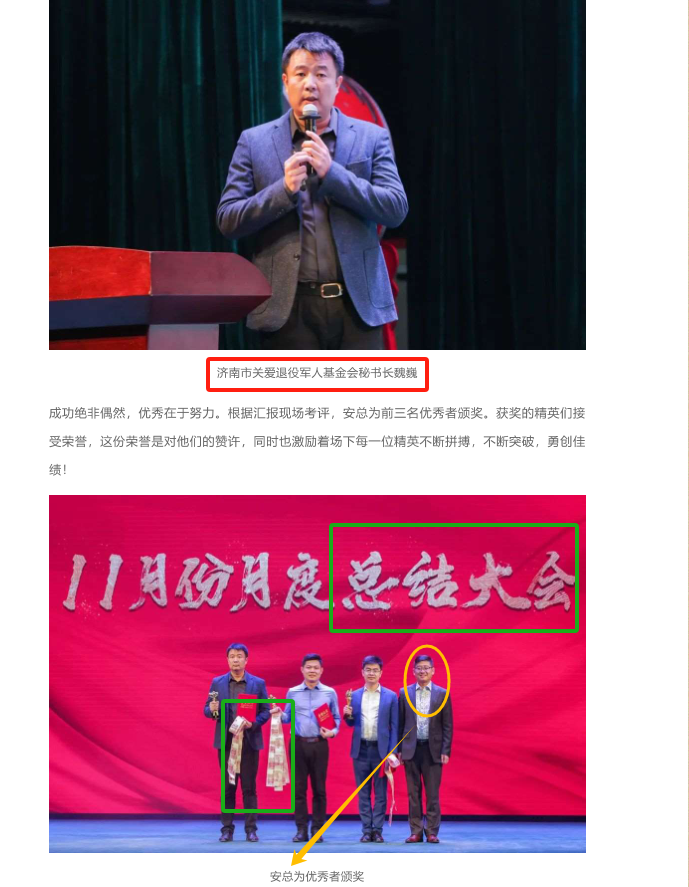 济南市关爱退役军人基金会秘书长魏巍
成功绝非偶然，优秀在于努力。根据汇报现场考评，安总为前三名优秀者颁奖。获奖的精英们接
受荣誉，这份荣誉是对他们的赞许，同时也激励着场下每一位精英不断拼搏，不断突破，勇创佳
绩！
11月份月度总结大会
安总为优秀者颁奖